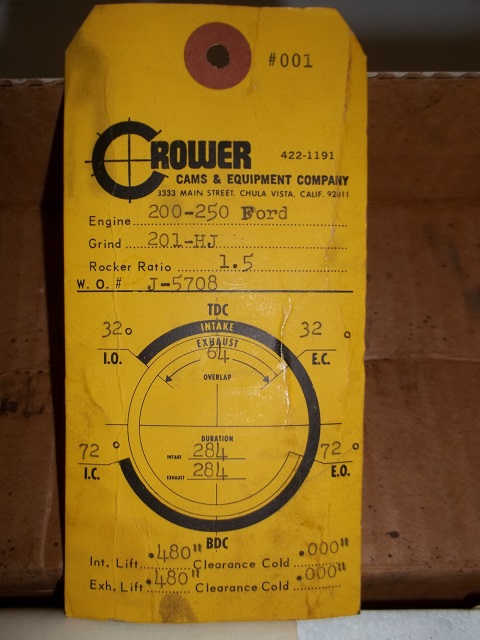 #001
CROWER
422-1191
CAMS & EQUIPMENT COMPANY
3333 MAIN STREET, CHULA VISTA, CALIF. 92011
Engine 200-250 Ford
Grind 201-HJ
Rocker Ratio 1.5
W. O. # J-5708
TDC
INTAKE
32° EXHAUST 32°
I.O. 64 E.C.
OVERLAP
DURATION
72° INTAKE 284 72°
I.C. EXHAUST 284 E.O.
BDC
Int. Lift .480" Clearance Cold .000"
Exh. Lift .480" Clearance Cold .000"